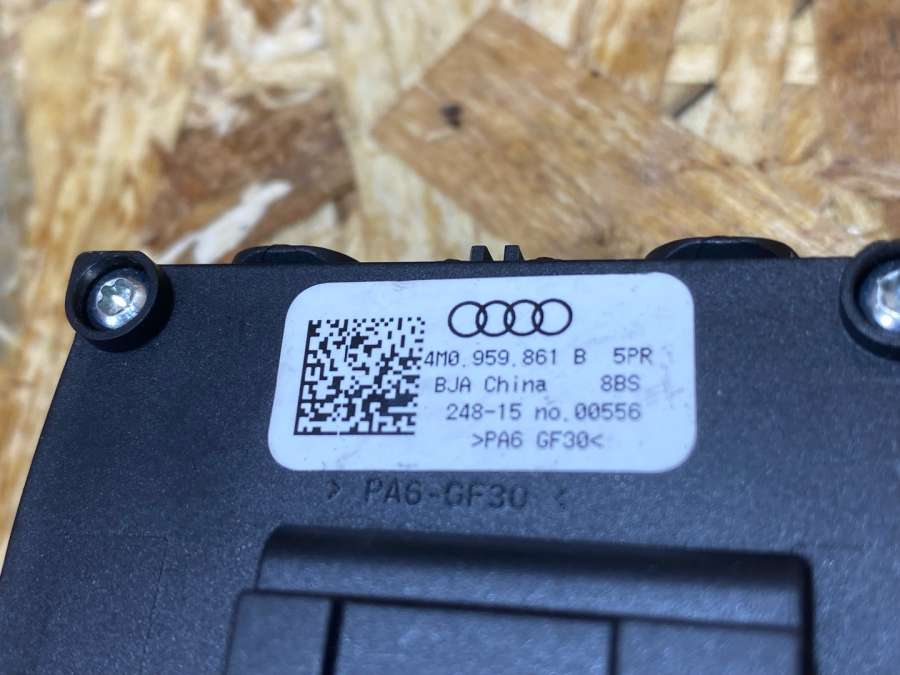 4M0.959.861 B 5PR
BJA China 8BS
248-15 no.00556
>PA6 GF30<
> PA6-GF30 <